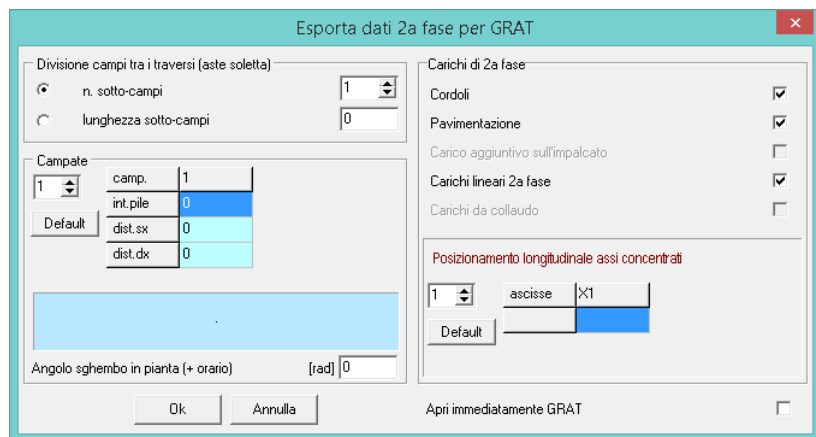 Esporta dati 2a fase per GRAT
Divisione campi tra i traversi (aste soletta)
n. sotto-campi 1
lunghezza sotto-campi 0
Campate
1
camp. 1
int.pile 0
Default
dist.sx 0
dist.dx 0
Angolo sghembo in pianta (+ orario) [rad] 0
Ok Annulla
Carichi di 2a fase
Cordoli
Pavimentazione
Carico aggiuntivo sull'impalcato
Carichi lineari 2a fase
Carichi da collaudo
Posizionamento longitudinale assi concentrati
1
ascisse X1
Default
Apri immediatamente GRAT